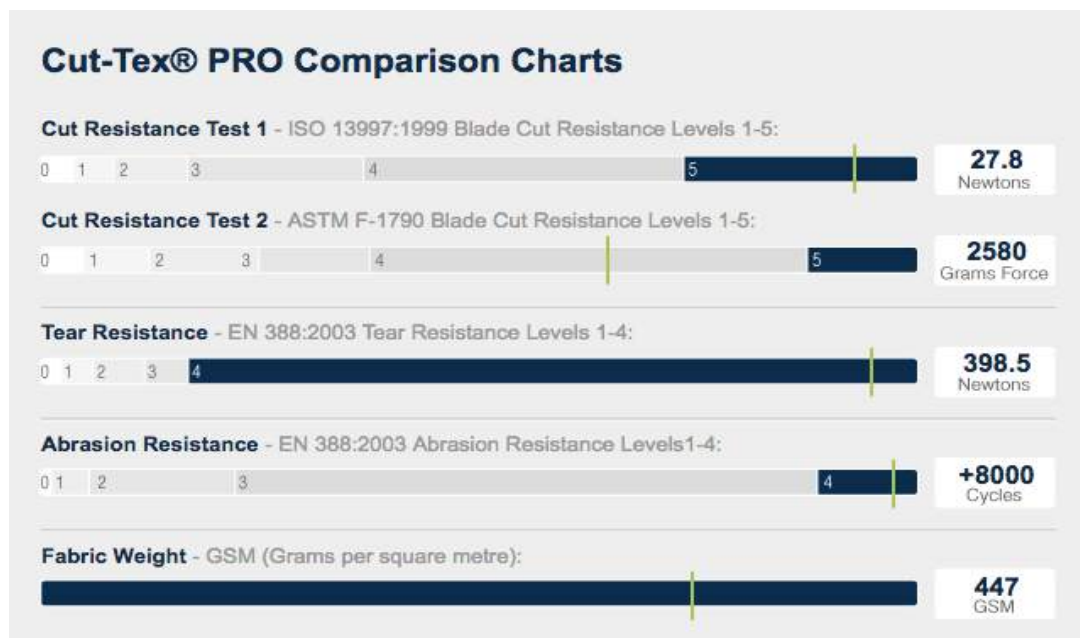 Cut-Tex® PRO Comparison Charts
Cut Resistance Test 1 - ISO 13997:1999 Blade Cut Resistance Levels 1-5:
0 1 2 3 4 5
27.8
Newtons
Cut Resistance Test 2 - ASTM F-1790 Blade Cut Resistance Levels 1-5:
0 1 2 3 4 5
2580
Grams Force
Tear Resistance - EN 388:2003 Tear Resistance Levels 1-4:
0 1 2 3 4
398.5
Newtons
Abrasion Resistance - EN 388:2003 Abrasion Resistance Levels1-4:
0 1 2 3 4
+8000
Cycles
Fabric Weight - GSM (Grams per square metre):
447
GSM